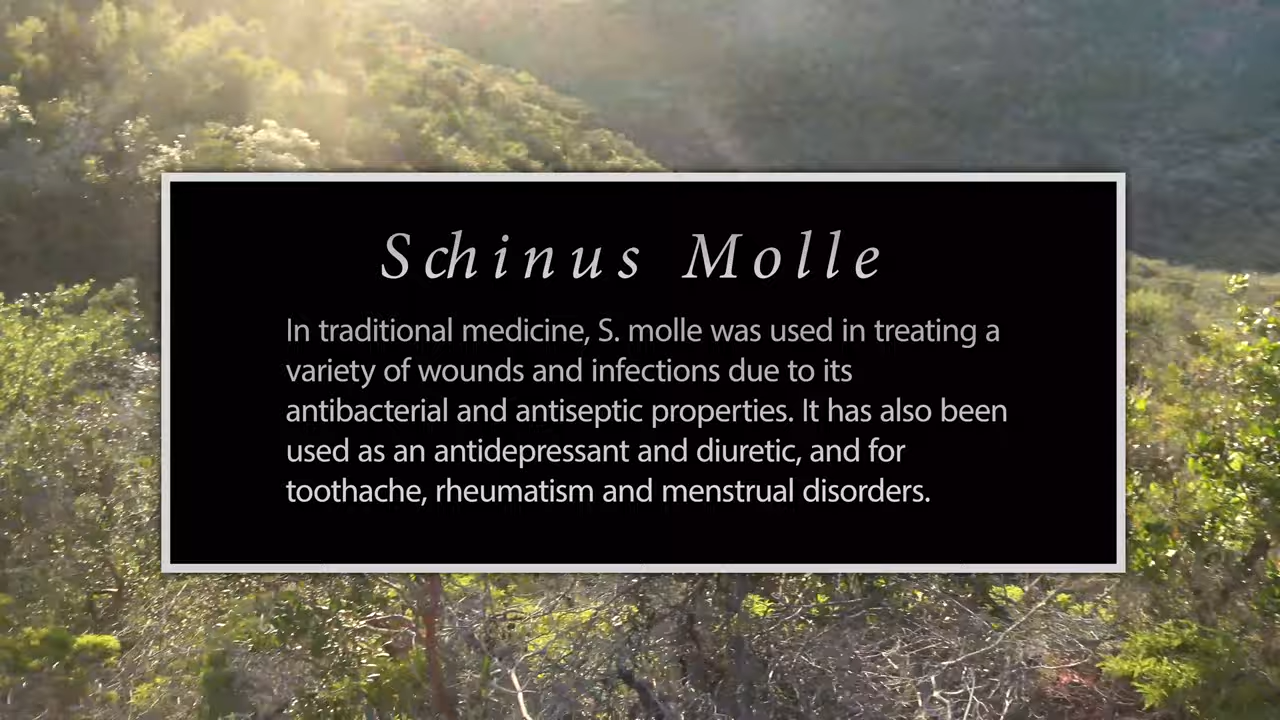 Schinus Molle
In traditional medicine, S. molle was used in treating a
variety of wounds and infections due to its
antibacterial and antiseptic properties. It has also been
used as an antidepressant and diuretic, and for
toothache, rheumatism and menstrual disorders.